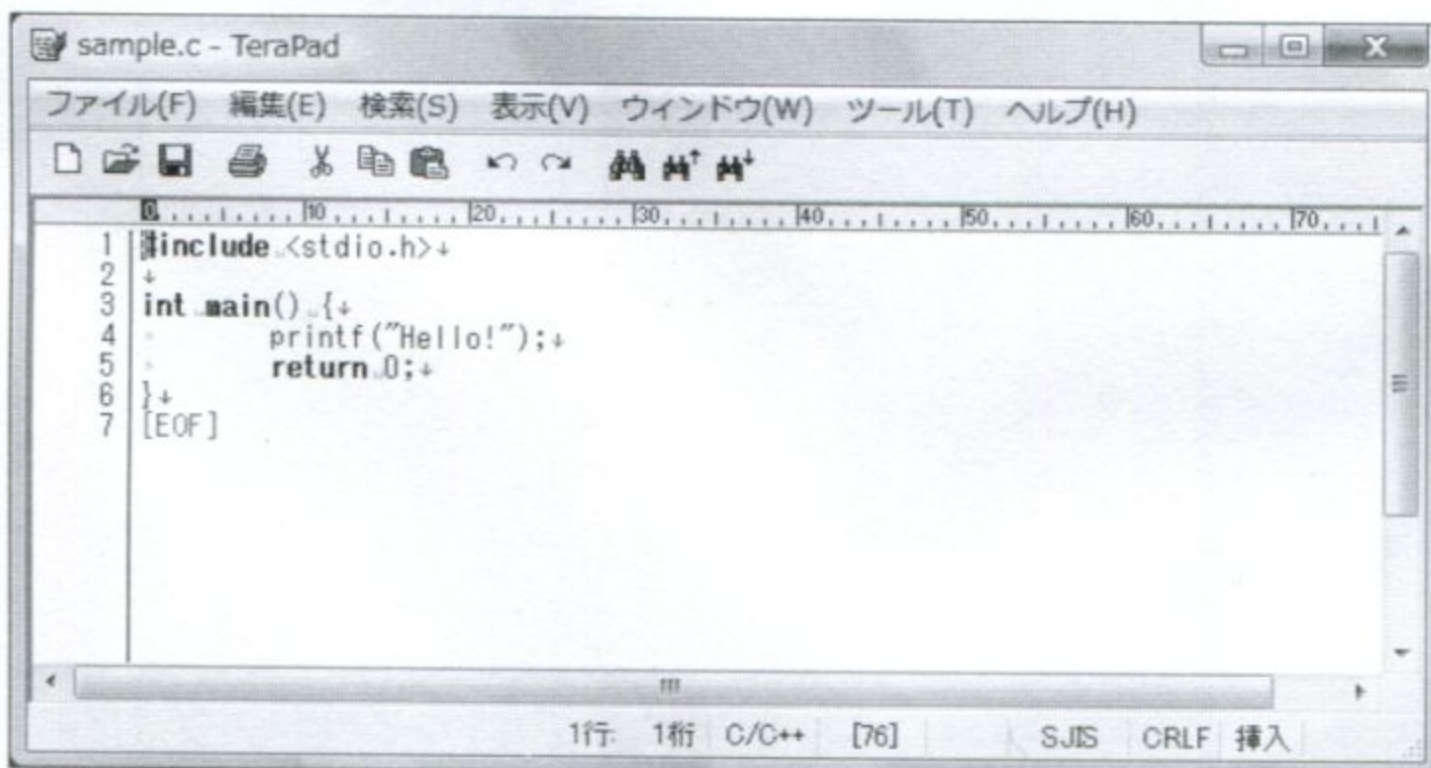 sample.c - TeraPad
ファイル(F) 編集(E) 検索(S) 表示(V) ウィンドウ(W) ツール(T) ヘルプ(H)
0 10 20 30 40 50 60 70
1 #include <stdio.h>↓
2 ↓
3 int main() {↓
4 printf("Hello!");↓
5 return 0;↓
6 }↓
7 [EOF]
1行: 1桁 C/C++ [76] SJIS CRLF 挿入